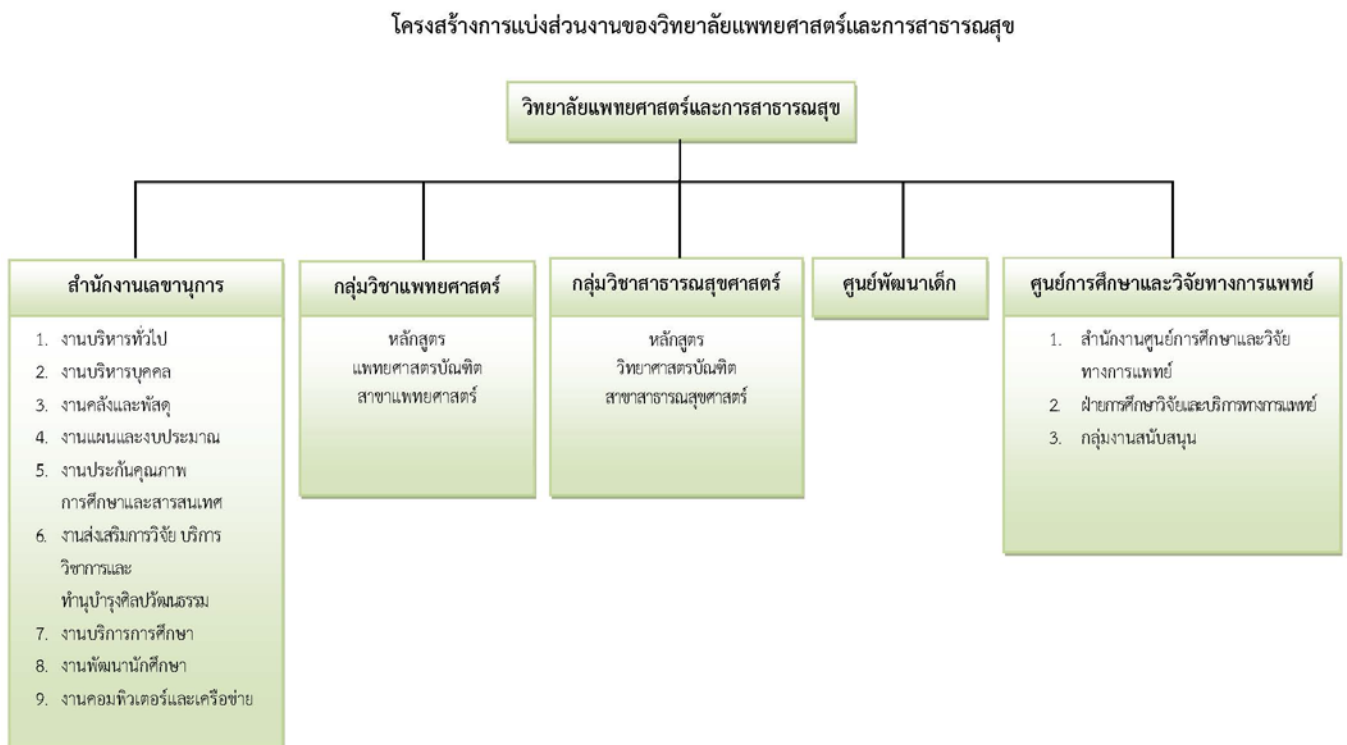 โครงสร้างการแบ่งส่วนงานของวิทยาลัยแพทยศาสตร์และการสาธารณสุข
วิทยาลัยแพทยศาสตร์และการสาธารณสุข
สำนักงานเลขานุการ
1. งานบริหารทั่วไป
2. งานบริหารบุคคล
3. งานคลังและพัสดุ
4. งานแผนและงบประมาณ
5. งานประกันคุณภาพ
การศึกษาและสารสนเทศ
6. งานส่งเสริมการวิจัย บริการ
วิชาการและ
ทำนุบำรุงศิลปวัฒนธรรม
7. งานบริการการศึกษา
8. งานพัฒนานักศึกษา
9. งานคอมพิวเตอร์และเครือข่าย
กลุ่มวิชาแพทยศาสตร์
หลักสูตร
แพทยศาสตรบัณฑิต
สาขาแพทยศาสตร์
กลุ่มวิชาสาธารณสุขศาสตร์
หลักสูตร
วิทยาศาสตรบัณฑิต
สาขาสาธารณสุขศาสตร์
ศูนย์พัฒนาเด็ก
ศูนย์การศึกษาและวิจัยทางการแพทย์
1. สำนักงานศูนย์การศึกษาและวิจัย
ทางการแพทย์
2. ฝ่ายการศึกษาวิจัยและบริการทางการแพทย์
3. กลุ่มงานสนับสนุน